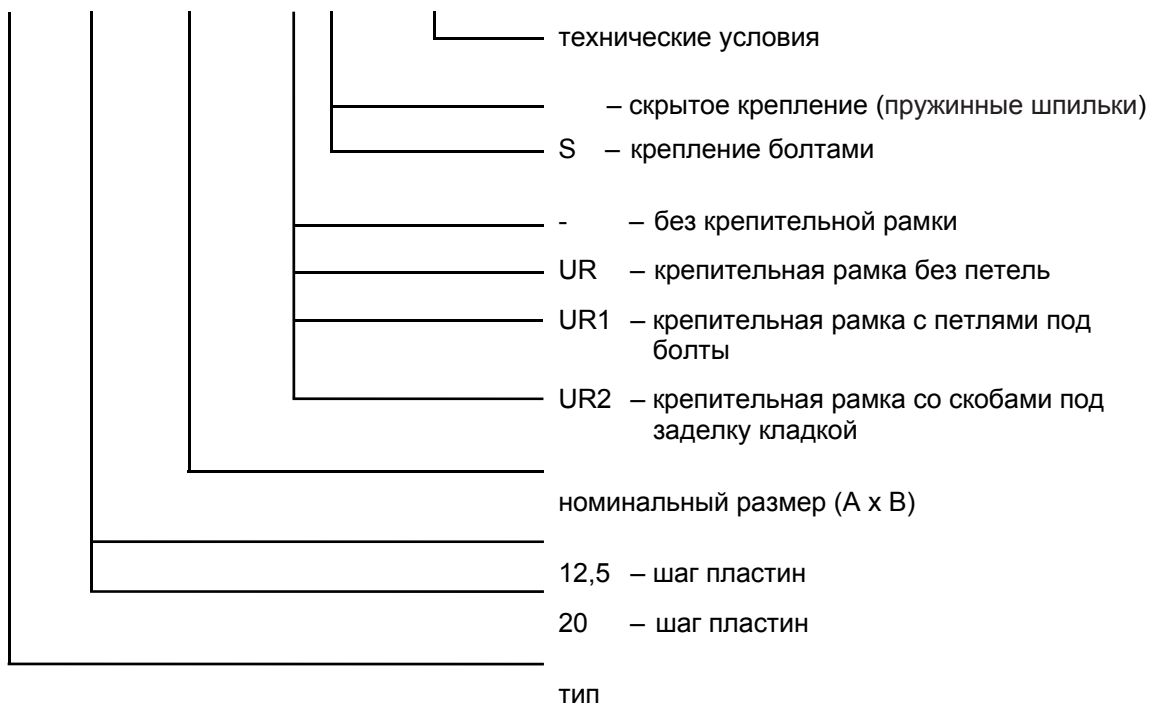 технические условия
– скрытое крепление (пружинные шпильки)
S – крепление болтами
- – без крепительной рамки
UR – крепительная рамка без петель
UR1 – крепительная рамка с петлями под
болты
UR2 – крепительная рамка со скобами под
заделку кладкой
номинальный размер (A x B)
12,5 – шаг пластин
20 – шаг пластин
тип